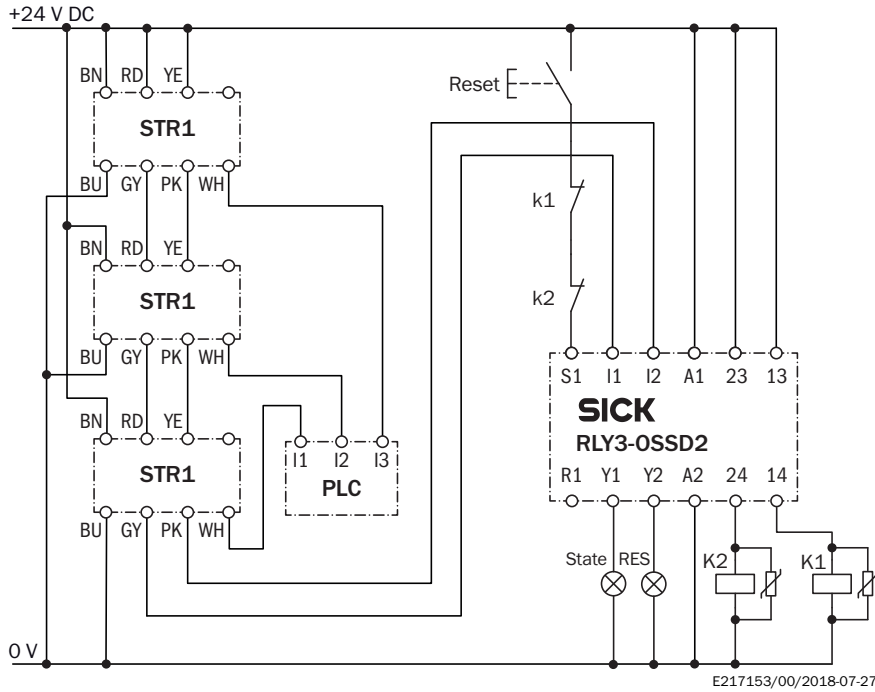 +24 V DC
BN RD YE
STR1
BU GY PK WH
BN RD YE
STR1
BU GY PK WH
BN RD YE
STR1
BU GY PK WH
I1 I2 I3
PLC
Reset
k1
k2
S1 I1 I2 A1 23 13
SICK
RLY3-OSSD2
R1 Y1 Y2 A2 24 14
State RES K2 K1
0 V
E217153/00/2018-07-27